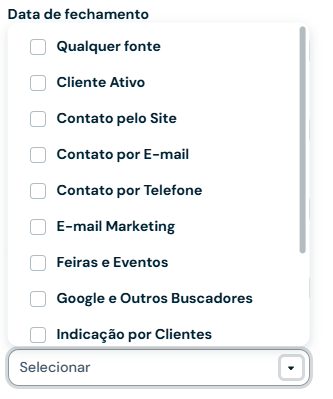 Data de fechamento
Qualquer fonte
Cliente Ativo
Contato pelo Site
Contato por E-mail
Contato por Telefone
E-mail Marketing
Feiras e Eventos
Google e Outros Buscadores
Indicação por Clientes
Selecionar